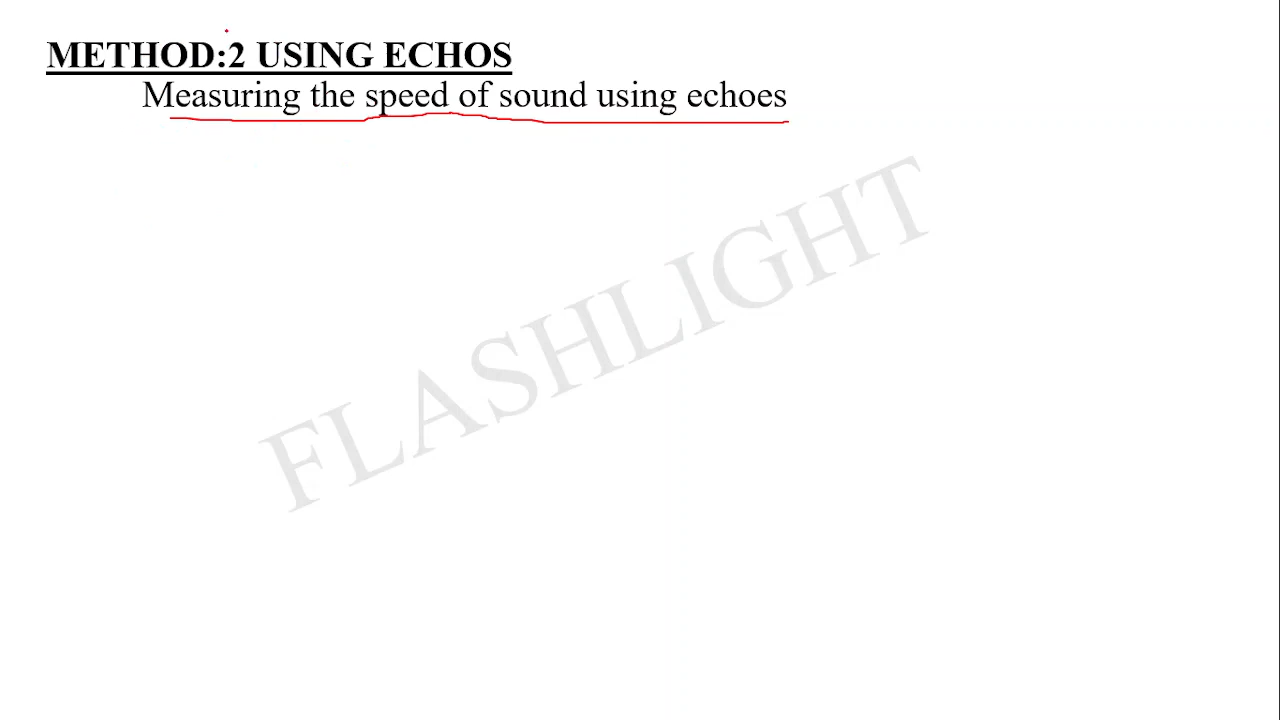 METHOD:2 USING ECHOS
Measuring the speed of sound using echoes
FLASHLIGHT